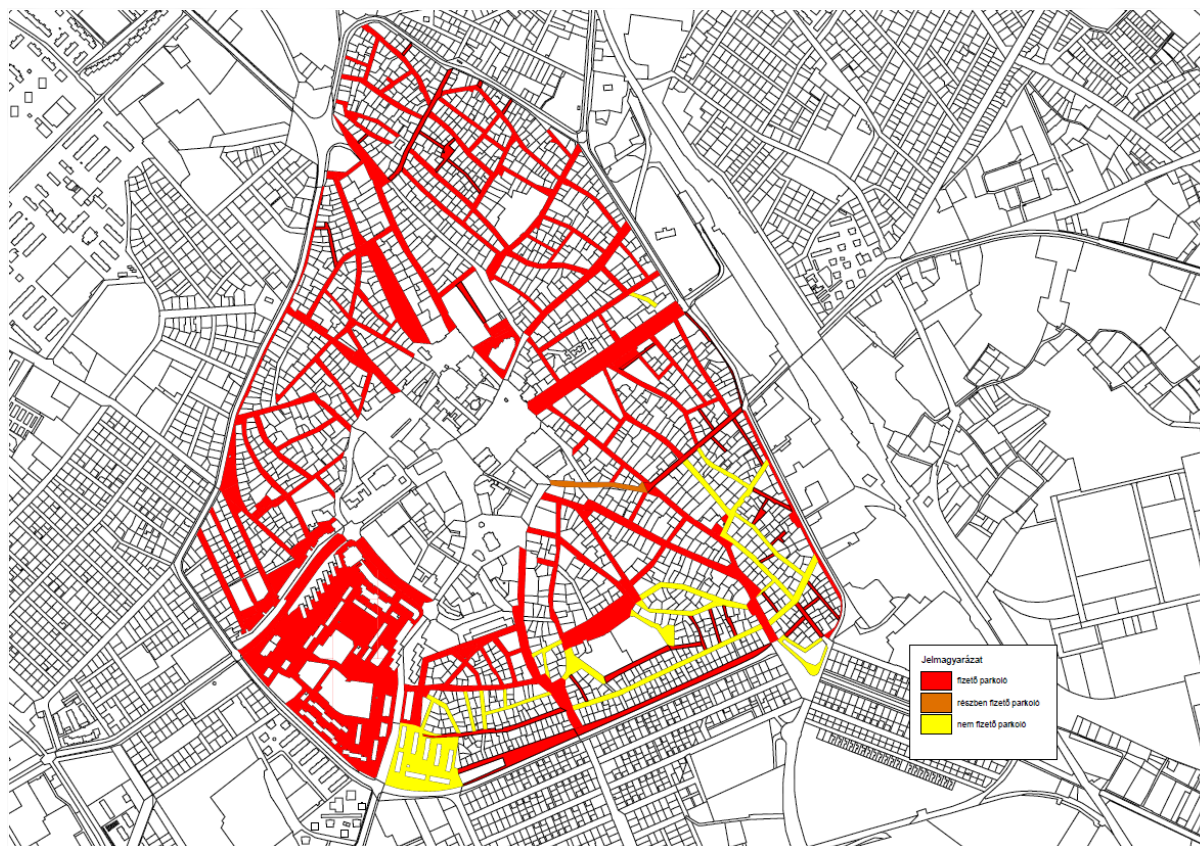 Jelmagyarázat
fizető parkoló
részben fizető parkoló
nem fizető parkoló